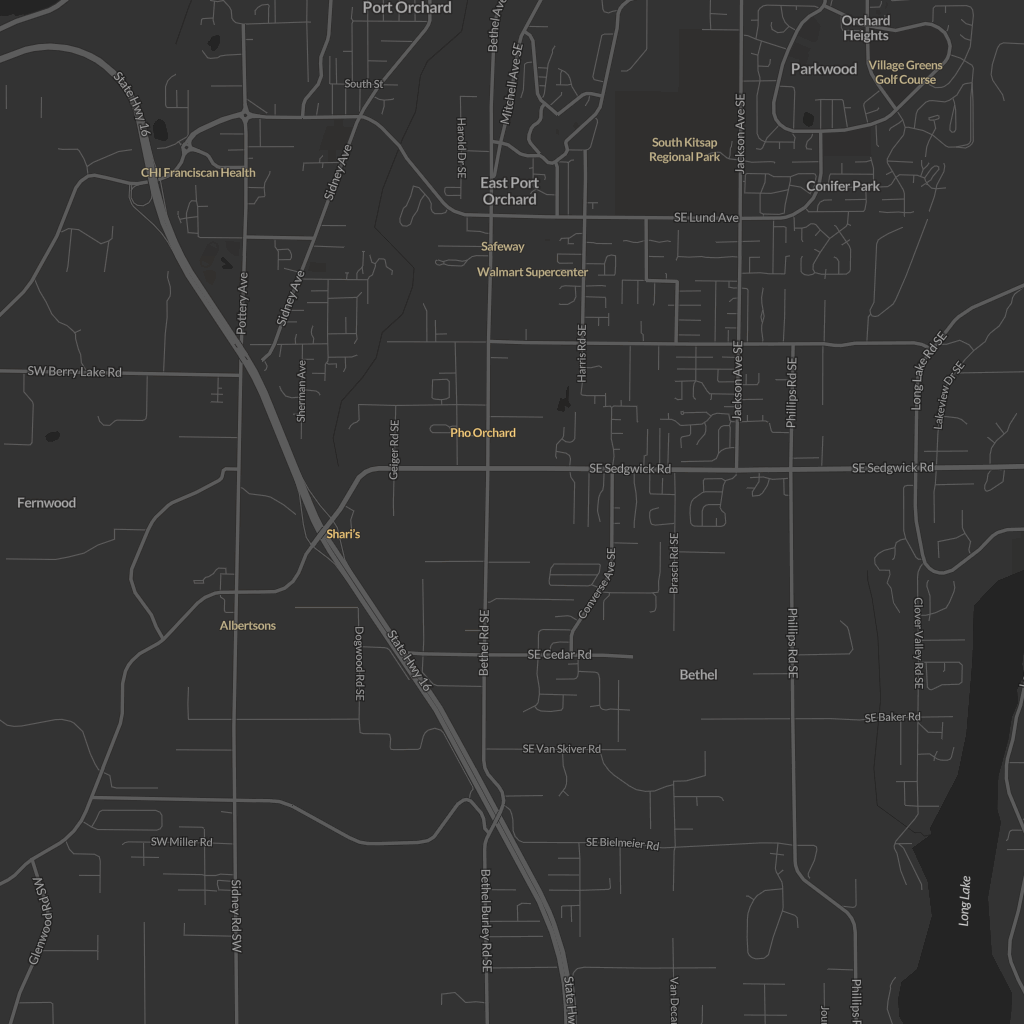 Port Orchard
Bethel Ave
Orchard
Heights
Parkwood
Village Greens
Golf Course
State Hwy 16
South St
Mitchell Ave SE
Harold Dr SE
Jackson Ave SE
South Kitsap
Regional Park
Sidney Ave
CHI Franciscan Health
East Port
Orchard
Conifer Park
SE Lund Ave
Safeway
Walmart Supercenter
Pottery Ave
Sidney Ave
Harris Rd SE
SW Berry Lake Rd
Sherman Ave
Jackson Ave SE
Phillips Rd SE
Long Lake Rd SE
Lakeview Dr SE
Geiger Rd SE
Pho Orchard
SE Sedgwick Rd
SE Sedgwick Rd
Fernwood
Shari's
Brasch Rd SE
Converse Ave SE
Albertsons
Dogwood Rd SE
State Hwy 16
Bethel Rd SE
SE Cedar Rd
Bethel
Phillips Rd SE
Clover Valley Rd SE
SE Baker Rd
SE Van Skiver Rd
SW Miller Rd
SE Bielmeier Rd
Glenwood Rd SW
Sidney Rd SW
Bethel Burley Rd SE
Long Lake
State Hw
Van Deca
Jou
Phillips R